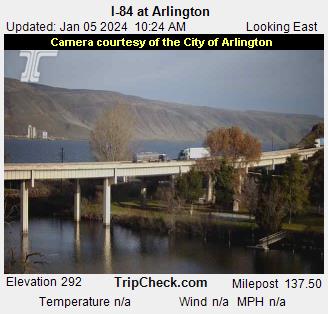 I-84 at Arlington
Updated: Jan 05 2024 10:24 AM Looking East
Camera courtesy of the City of Arlington
Elevation 292 TripCheck.com Milepost 137.50
Temperature n/a Wind n/a MPH n/a